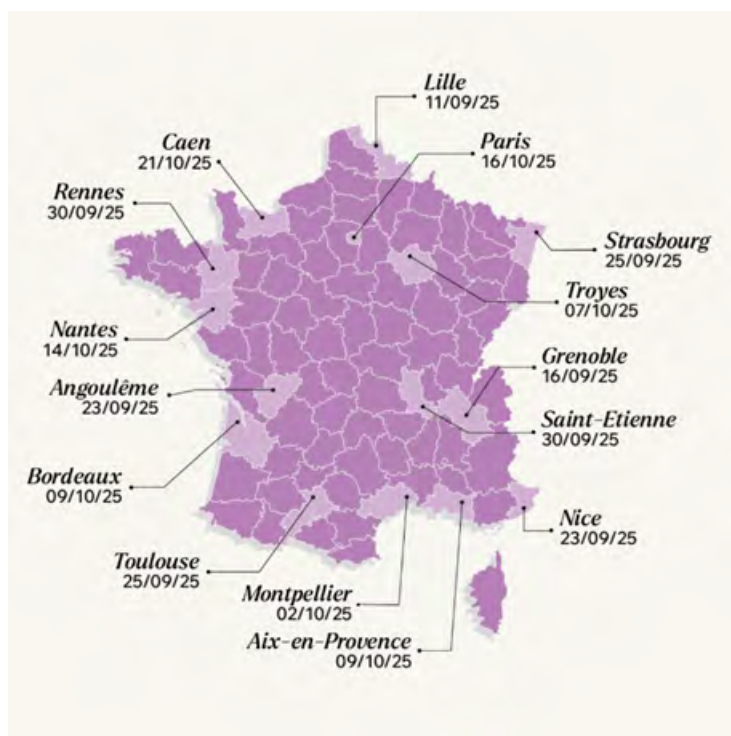 Lille
11/09/25
Caen
21/10/25
Paris
16/10/25
Rennes
30/09/25
Strasbourg
25/09/25
Troyes
07/10/25
Nantes
14/10/25
Grenoble
16/09/25
Angoulême
23/09/25
Saint-Etienne
30/09/25
Bordeaux
09/10/25
Nice
23/09/25
Toulouse
25/09/25
Montpellier
02/10/25
Aix-en-Provence
09/10/25